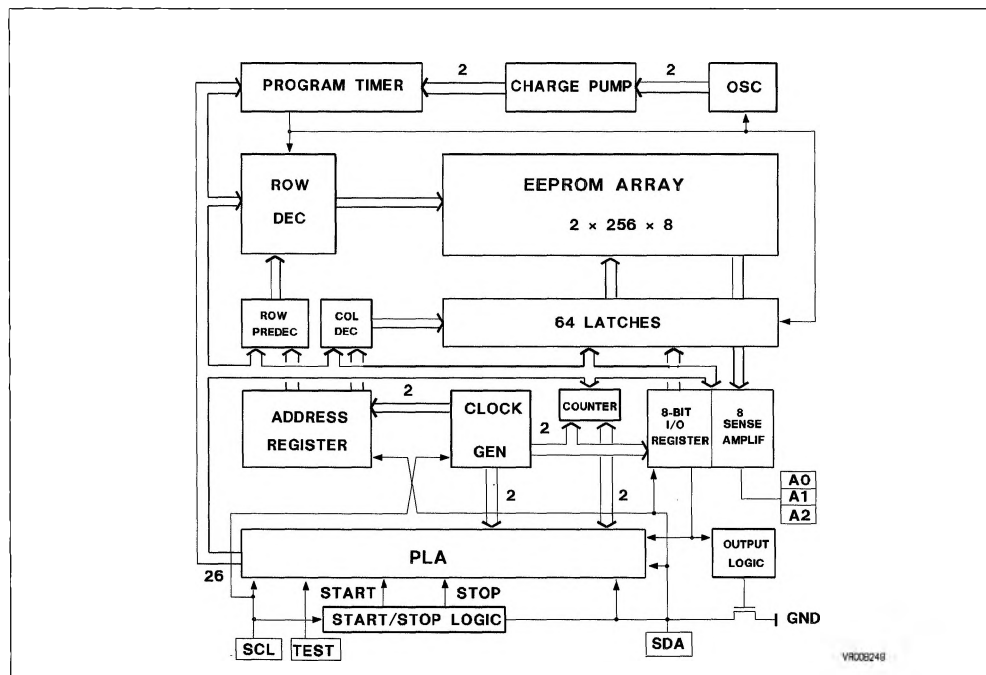 2
2
PROGRAM TIMER
CHARGE PUMP
OSC
ROW
DEC
EEPROM ARRAY
2 × 256 × 8
ROW
PREDEC
COL
DEC
64 LATCHES
ADDRESS
REGISTER
2
CLOCK
GEN
2
COUNTER
8-BIT
I/O
REGISTER
8
SENSE
AMPLIF
A0
A1
A2
2
2
PLA
OUTPUT
LOGIC
26
START
STOP
START/STOP LOGIC
GND
SCL
TEST
SDA